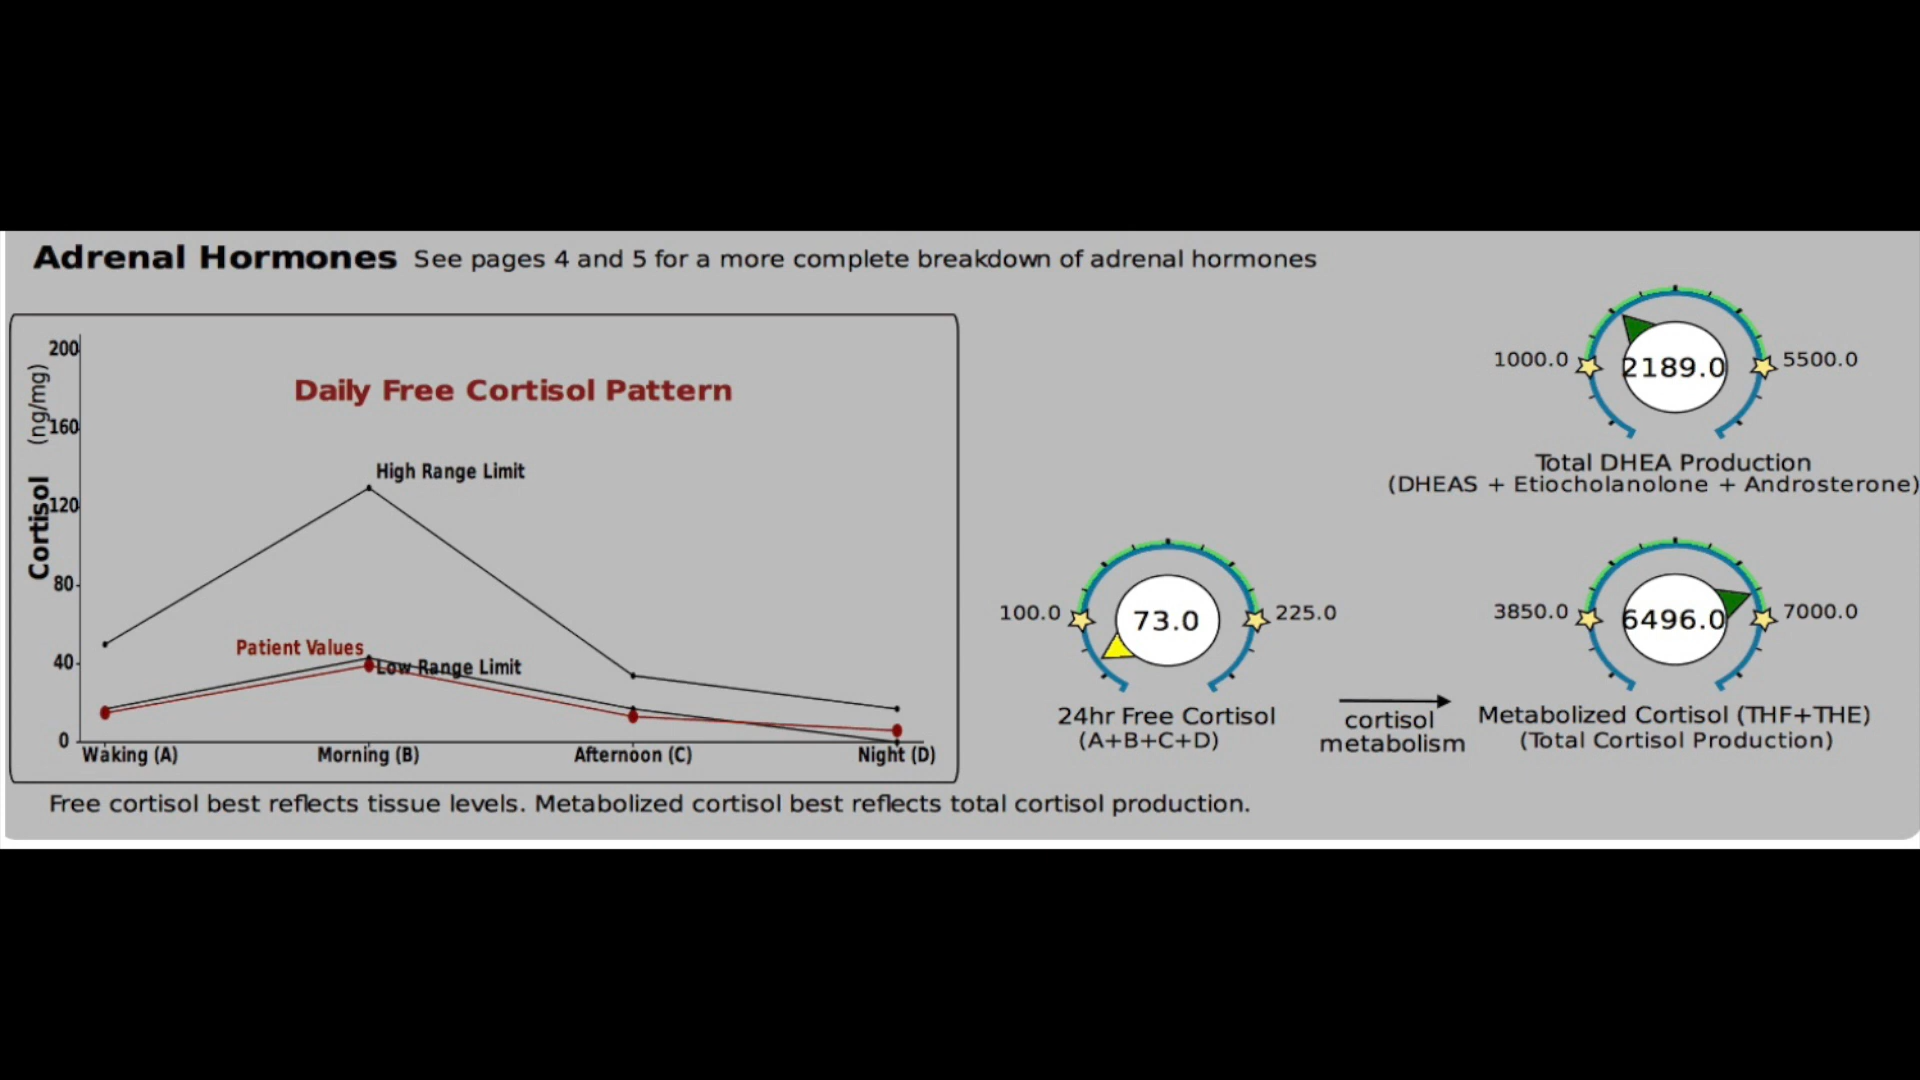 Adrenal Hormones See pages 4 and 5 for a more complete breakdown of adrenal hormones
Daily Free Cortisol Pattern
Cortisol (ng/mg)
200
160
120
80
40
0
High Range Limit
Patient Values
Low Range Limit
Waking (A)
Morning (B)
Afternoon (C)
Night (D)
1000.0
2189.0
5500.0
Total DHEA Production
(DHEAS + Etiocholanolone + Androsterone)
100.0
73.0
225.0
24hr Free Cortisol
(A+B+C+D)
cortisol
metabolism
3850.0
6496.0
7000.0
Metabolized Cortisol (THF+THE)
(Total Cortisol Production)
Free cortisol best reflects tissue levels. Metabolized cortisol best reflects total cortisol production.